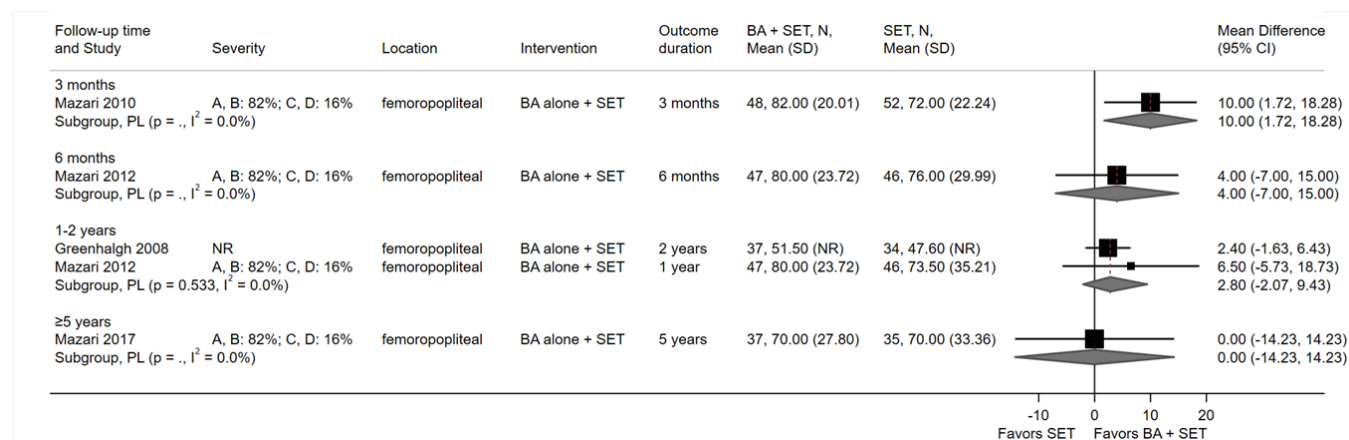 Follow-up time and Study Severity Location Intervention Outcome duration BA + SET, N, Mean (SD) SET, N, Mean (SD) Mean Difference (95% CI)
3 months
Mazari 2010 A, B: 82%; C, D: 16% femoropopliteal BA alone + SET 3 months 48, 82.00 (20.01) 52, 72.00 (22.24) 10.00 (1.72, 18.28)
Subgroup, PL (p = ., I² = 0.0%) 10.00 (1.72, 18.28)
6 months
Mazari 2012 A, B: 82%; C, D: 16% femoropopliteal BA alone + SET 6 months 47, 80.00 (23.72) 46, 76.00 (29.99) 4.00 (-7.00, 15.00)
Subgroup, PL (p = ., I² = 0.0%) 4.00 (-7.00, 15.00)
1-2 years
Greenhalgh 2008 NR femoropopliteal BA alone + SET 2 years 37, 51.50 (NR) 34, 47.60 (NR) 2.40 (-1.63, 6.43)
Mazari 2012 A, B: 82%; C, D: 16% femoropopliteal BA alone + SET 1 year 47, 80.00 (23.72) 46, 73.50 (35.21) 6.50 (-5.73, 18.73)
Subgroup, PL (p = 0.533, I² = 0.0%) 2.80 (-2.07, 9.43)
≥5 years
Mazari 2017 A, B: 82%; C, D: 16% femoropopliteal BA alone + SET 5 years 37, 70.00 (27.80) 35, 70.00 (33.36) 0.00 (-14.23, 14.23)
Subgroup, PL (p = ., I² = 0.0%) 0.00 (-14.23, 14.23)
-10 0 10 20
Favors SET Favors BA + SET